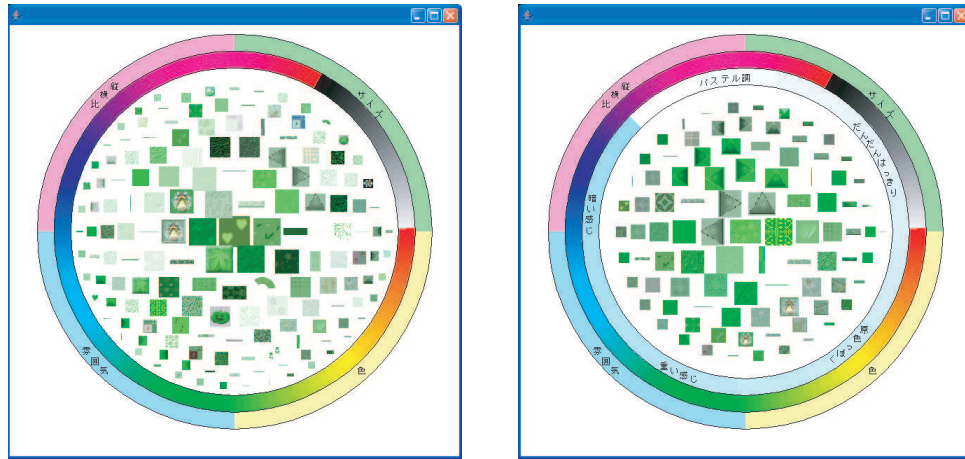 縦横比
サイズ
雰囲気
色
縦横比
パステル調
サイズ
だんだんはっきり
暗い感じ
原色っぽく
重い感じ
雰囲気
色